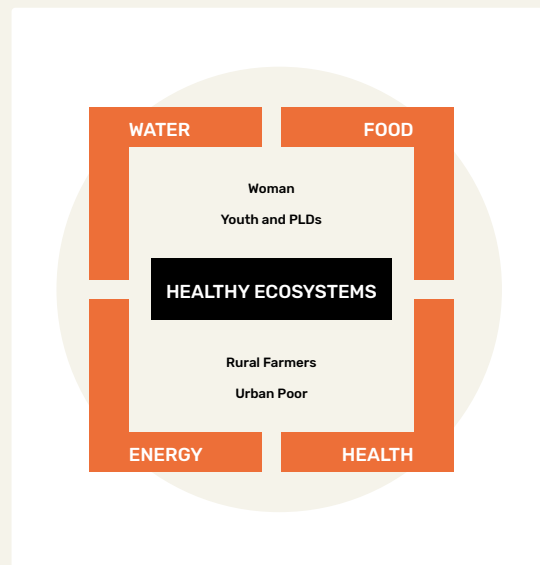 WATER
FOOD
Woman
Youth and PLDs
HEALTHY ECOSYSTEMS
Rural Farmers
Urban Poor
ENERGY
HEALTH